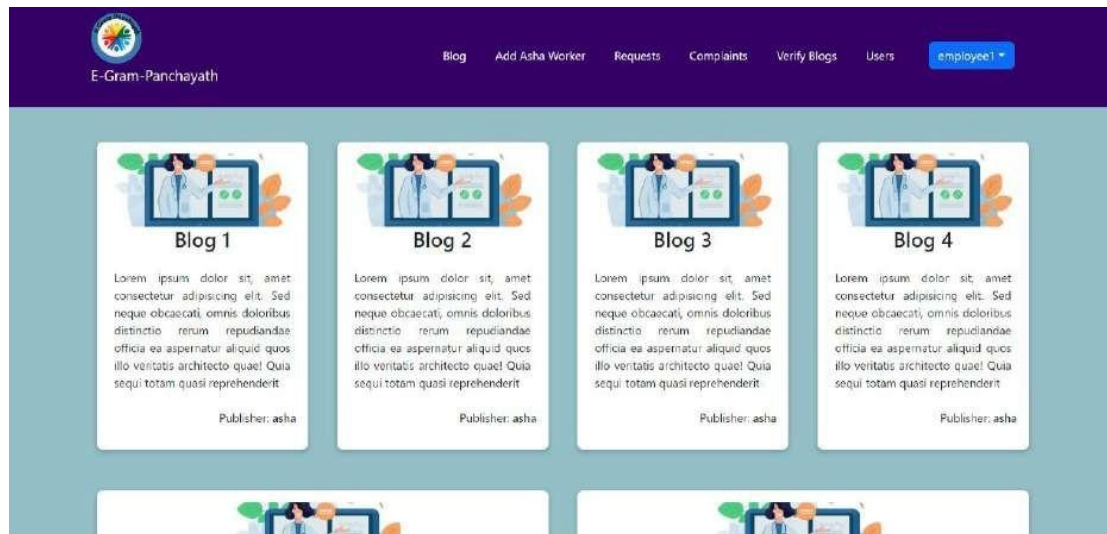 E-Gram-Panchayath
Blog Add Asha Worker Requests Complaints Verify Blogs Users employee1
Blog 1
Lorem ipsum dolor sit, amet
consectetur adipisicing elit. Sed
neque obcaecati, omnis doloribus
distinctio rerum repudiandae
officia ea aspernatur aliquid quos
illo veritatis architecto quae! Quia
sequi totam quasi reprehenderit
Publisher: asha
Blog 2
Lorem ipsum dolor sit, amet
consectetur adipisicing elit. Sed
neque obcaecati, omnis doloribus
distinctio rerum repudiandae
officia ea aspernatur aliquid quos
illo veritatis architecto quae! Quia
sequi totam quasi reprehenderit
Publisher: asha
Blog 3
Lorem ipsum dolor sit, amet
consectetur adipisicing elit. Sed
neque obcaecati, omnis doloribus
distinctio rerum repudiandae
officia ea aspernatur aliquid quos
illo veritatis architecto quae! Quia
sequi totam quasi reprehenderit
Publisher: asha
Blog 4
Lorem ipsum dolor sit, amet
consectetur adipisicing elit. Sed
neque obcaecati, omnis doloribus
distinctio rerum repudiandae
officia ea aspernatur aliquid quos
illo veritatis architecto quae! Quia
sequi totam quasi reprehenderit
Publisher: asha